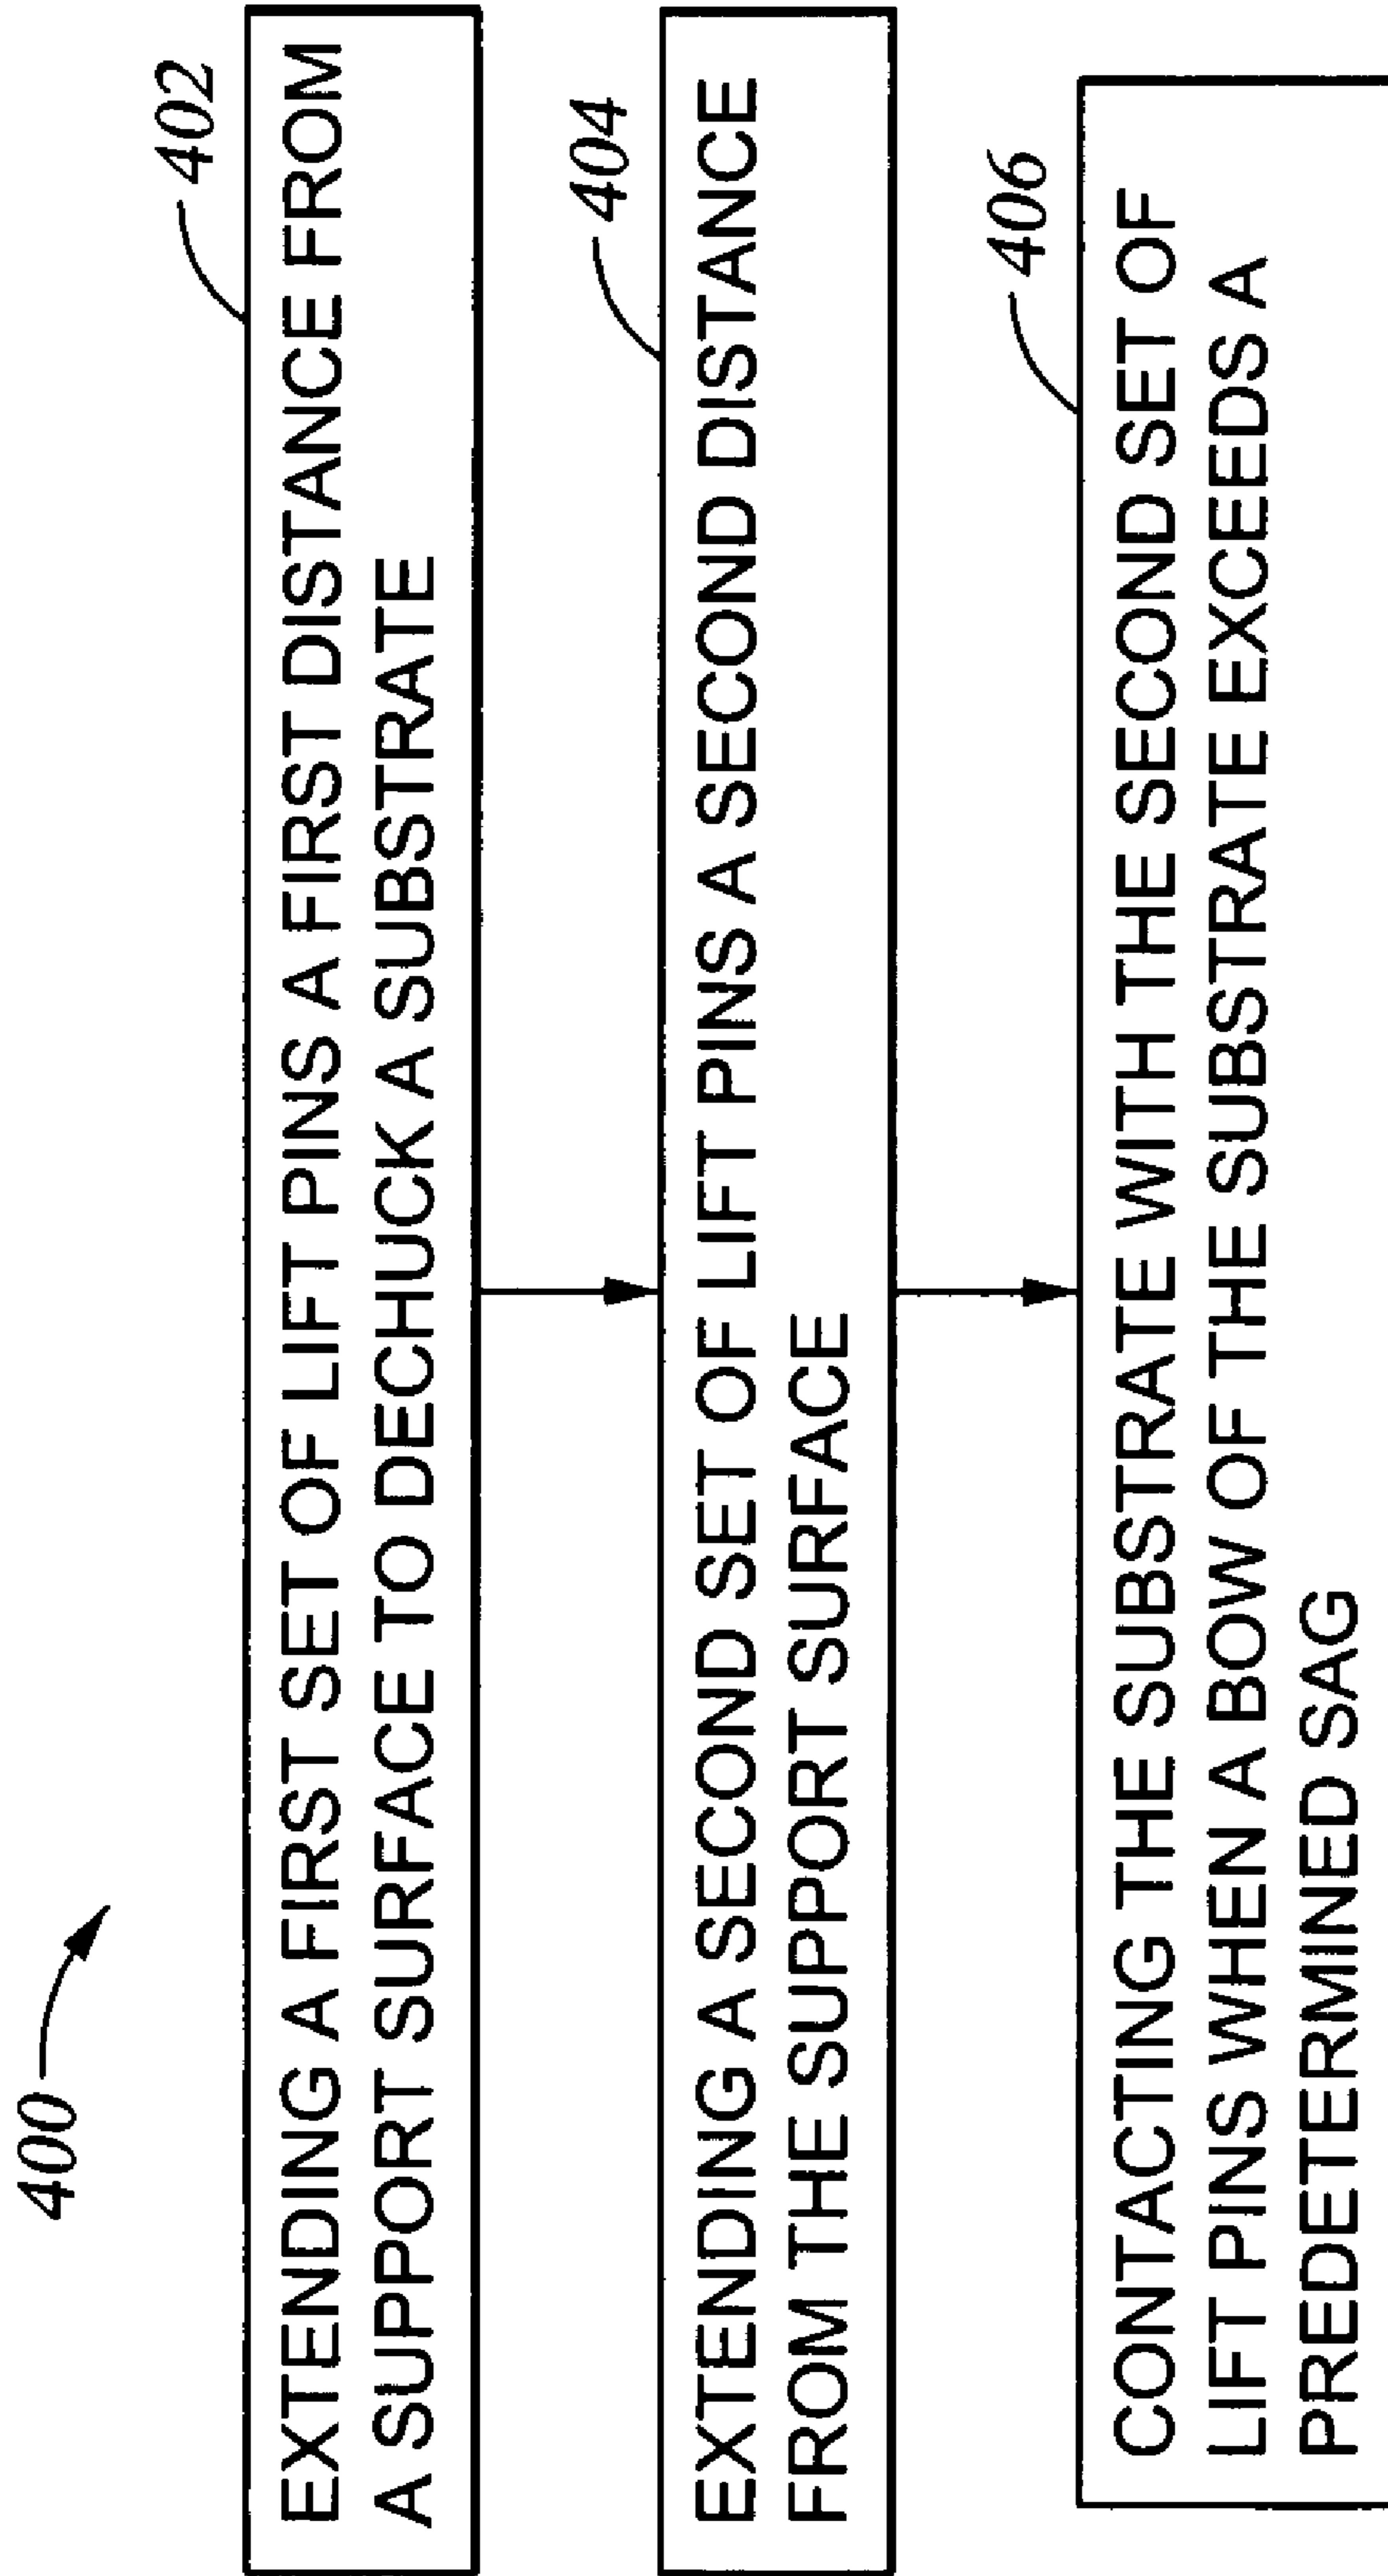 400
402
EXTENDING A FIRST SET OF LIFT PINS A FIRST DISTANCE FROM
A SUPPORT SURFACE TO DECHUCK A SUBSTRATE
404
EXTENDING A SECOND SET OF LIFT PINS A SECOND DISTANCE
FROM THE SUPPORT SURFACE
406
CONTACTING THE SUBSTRATE WITH THE SECOND SET OF
LIFT PINS WHEN A BOW OF THE SUBSTRATE EXCEEDS A
PREDETERMINED SAG